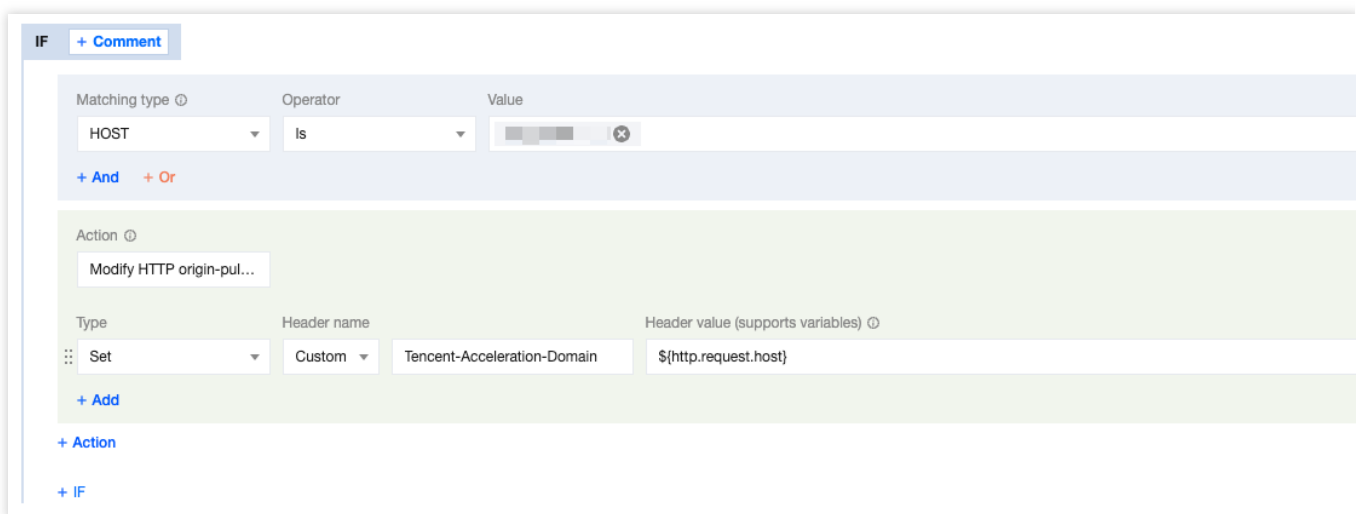 IF + Comment
Matching type Operator Value
HOST Is
+ And + Or
Action
Modify HTTP origin-pul...
Type Header name Header value (supports variables)
Set Custom Tencent-Acceleration-Domain ${http.request.host}
+ Add
+ Action
+ IF